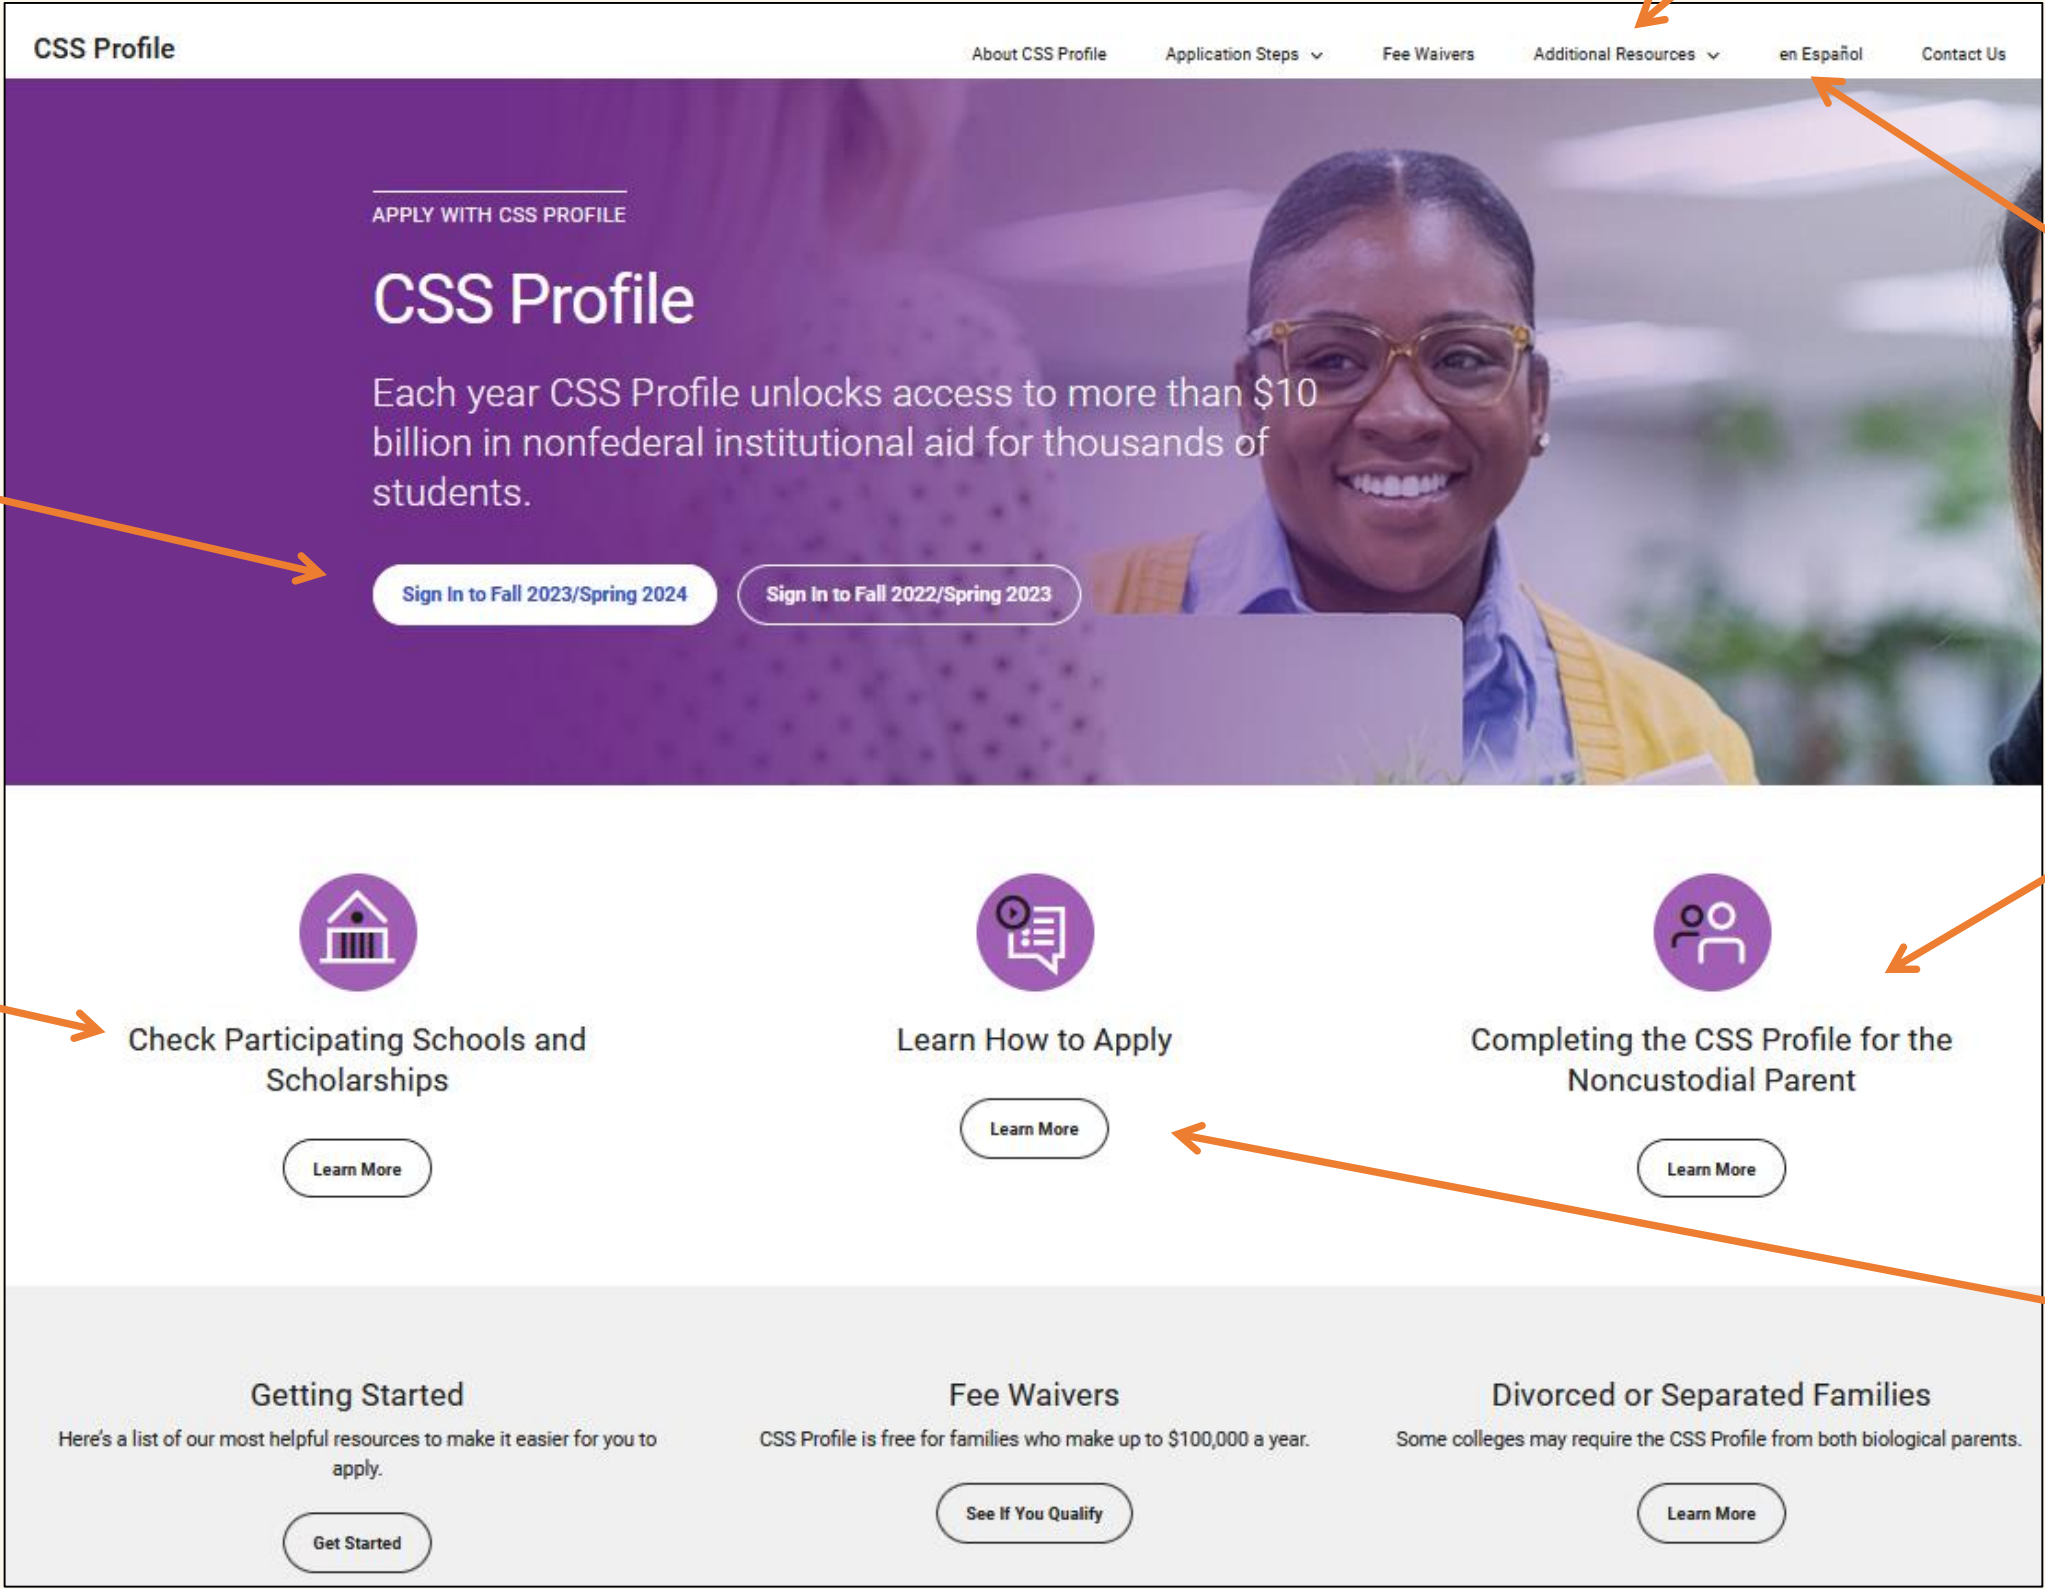 CSS Profile
About CSS Profile
Application Steps
Fee Waivers
Additional Resources
en Español
Contact Us
APPLY WITH CSS PROFILE
CSS Profile
Each year CSS Profile unlocks access to more than $10
billion in nonfederal institutional aid for thousands of
students.
Sign In to Fall 2023/Spring 2024
Sign In to Fall 2022/Spring 2023
Check Participating Schools and
Scholarships
Learn More
Learn How to Apply
Learn More
Completing the CSS Profile for the
Noncustodial Parent
Learn More
Getting Started
Here's a list of our most helpful resources to make it easier for you to
apply.
Get Started
Fee Waivers
CSS Profile is free for families who make up to $100,000 a year.
See If You Qualify
Divorced or Separated Families
Some colleges may require the CSS Profile from both biological parents.
Learn More